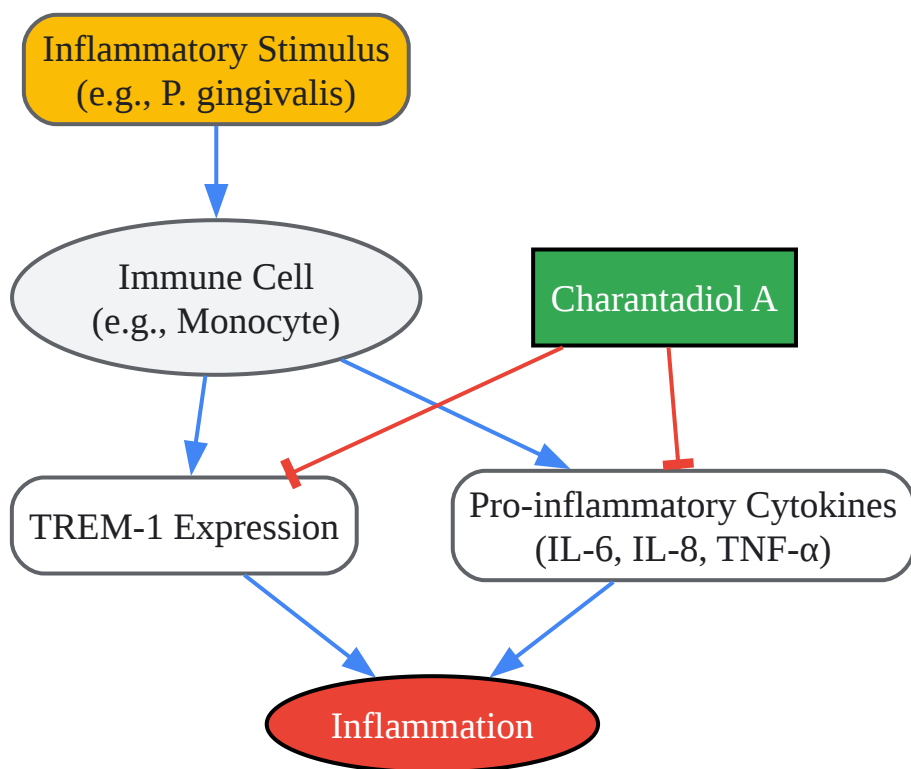 Inflammatory Stimulus
(e.g., P. gingivalis)
Immune Cell
(e.g., Monocyte)
Charantadiol A
TREM-1 Expression
Pro-inflammatory Cytokines
(IL-6, IL-8, TNF-α)
Inflammation